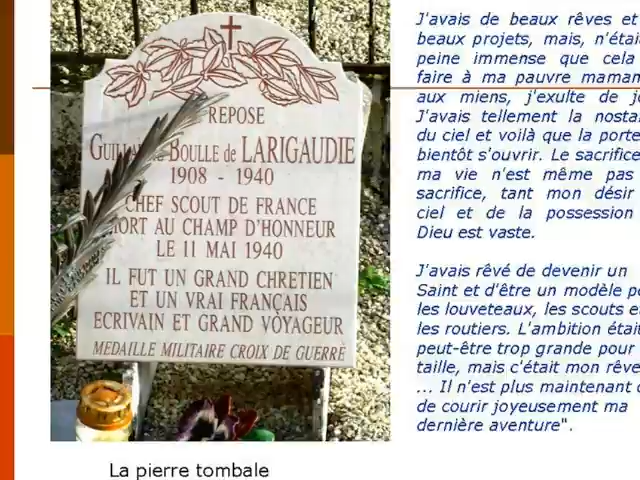 REPOSE
BOULLE de LARIGAUDIE
1908 - 1940
CHEF SCOUT DE FRANCE
MORT AU CHAMP D'HONNEUR
LE 11 MAI 1940
IL FUT UN GRAND CHRETIEN
ET UN VRAI FRANÇAIS
ECRIVAIN ET GRAND VOYAGEUR
MEDAILLE MILITAIRE CROIX DE GUERRE
La pierre tombale
J'avais de beaux rêves et
beaux projets, mais,
peine immense que cela
faire à ma pauvre maman
aux miens, j'exulte de
J'avais tellement la
du ciel et voilà que la porte
bientôt s'ouvrir. Le sacrifice
ma vie n'est même pas
sacrifice, tant mon désir
ciel et de la possession
Dieu est vaste.
J'avais rêvé de devenir un
Saint et d'être un modèle
les louveteaux, les scouts
les routiers. L'ambition
peut-être trop grande pour
taille, mais c'était mon rêve
... Il n'est plus maintenant
de courir joyeusement ma
dernière aventure".